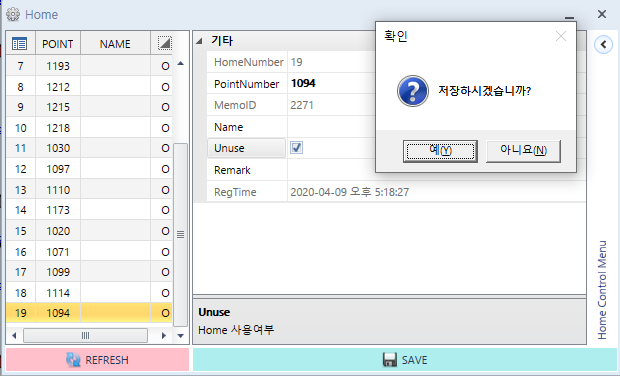 Home
POINT NAME
7 1193 O
8 1212 O
9 1215 O
10 1218 O
11 1030 O
12 1097 O
13 1110 O
14 1173 O
15 1020 O
16 1071 O
17 1099 O
18 1114 O
19 1094 O
REFRESH
기타
HomeNumber 19
PointNumber 1094
MemoID 2271
Name
Unuse
Remark
RegTime 2020-04-09 오후 5:18:27
Unuse
Home 사용여부
SAVE
확인
저장하시겠습니까?
예(Y) 아니요(N)
Home Control Menu